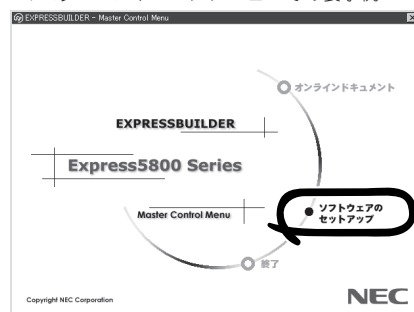 EXPRESSBUILDER - Master Control Menu
オンラインドキュメント
EXPRESSBUILDER
Express5800 Series
ソフトウェアの
セットアップ
Master Control Menu
終了
Copyright NEC Corporation
NEC